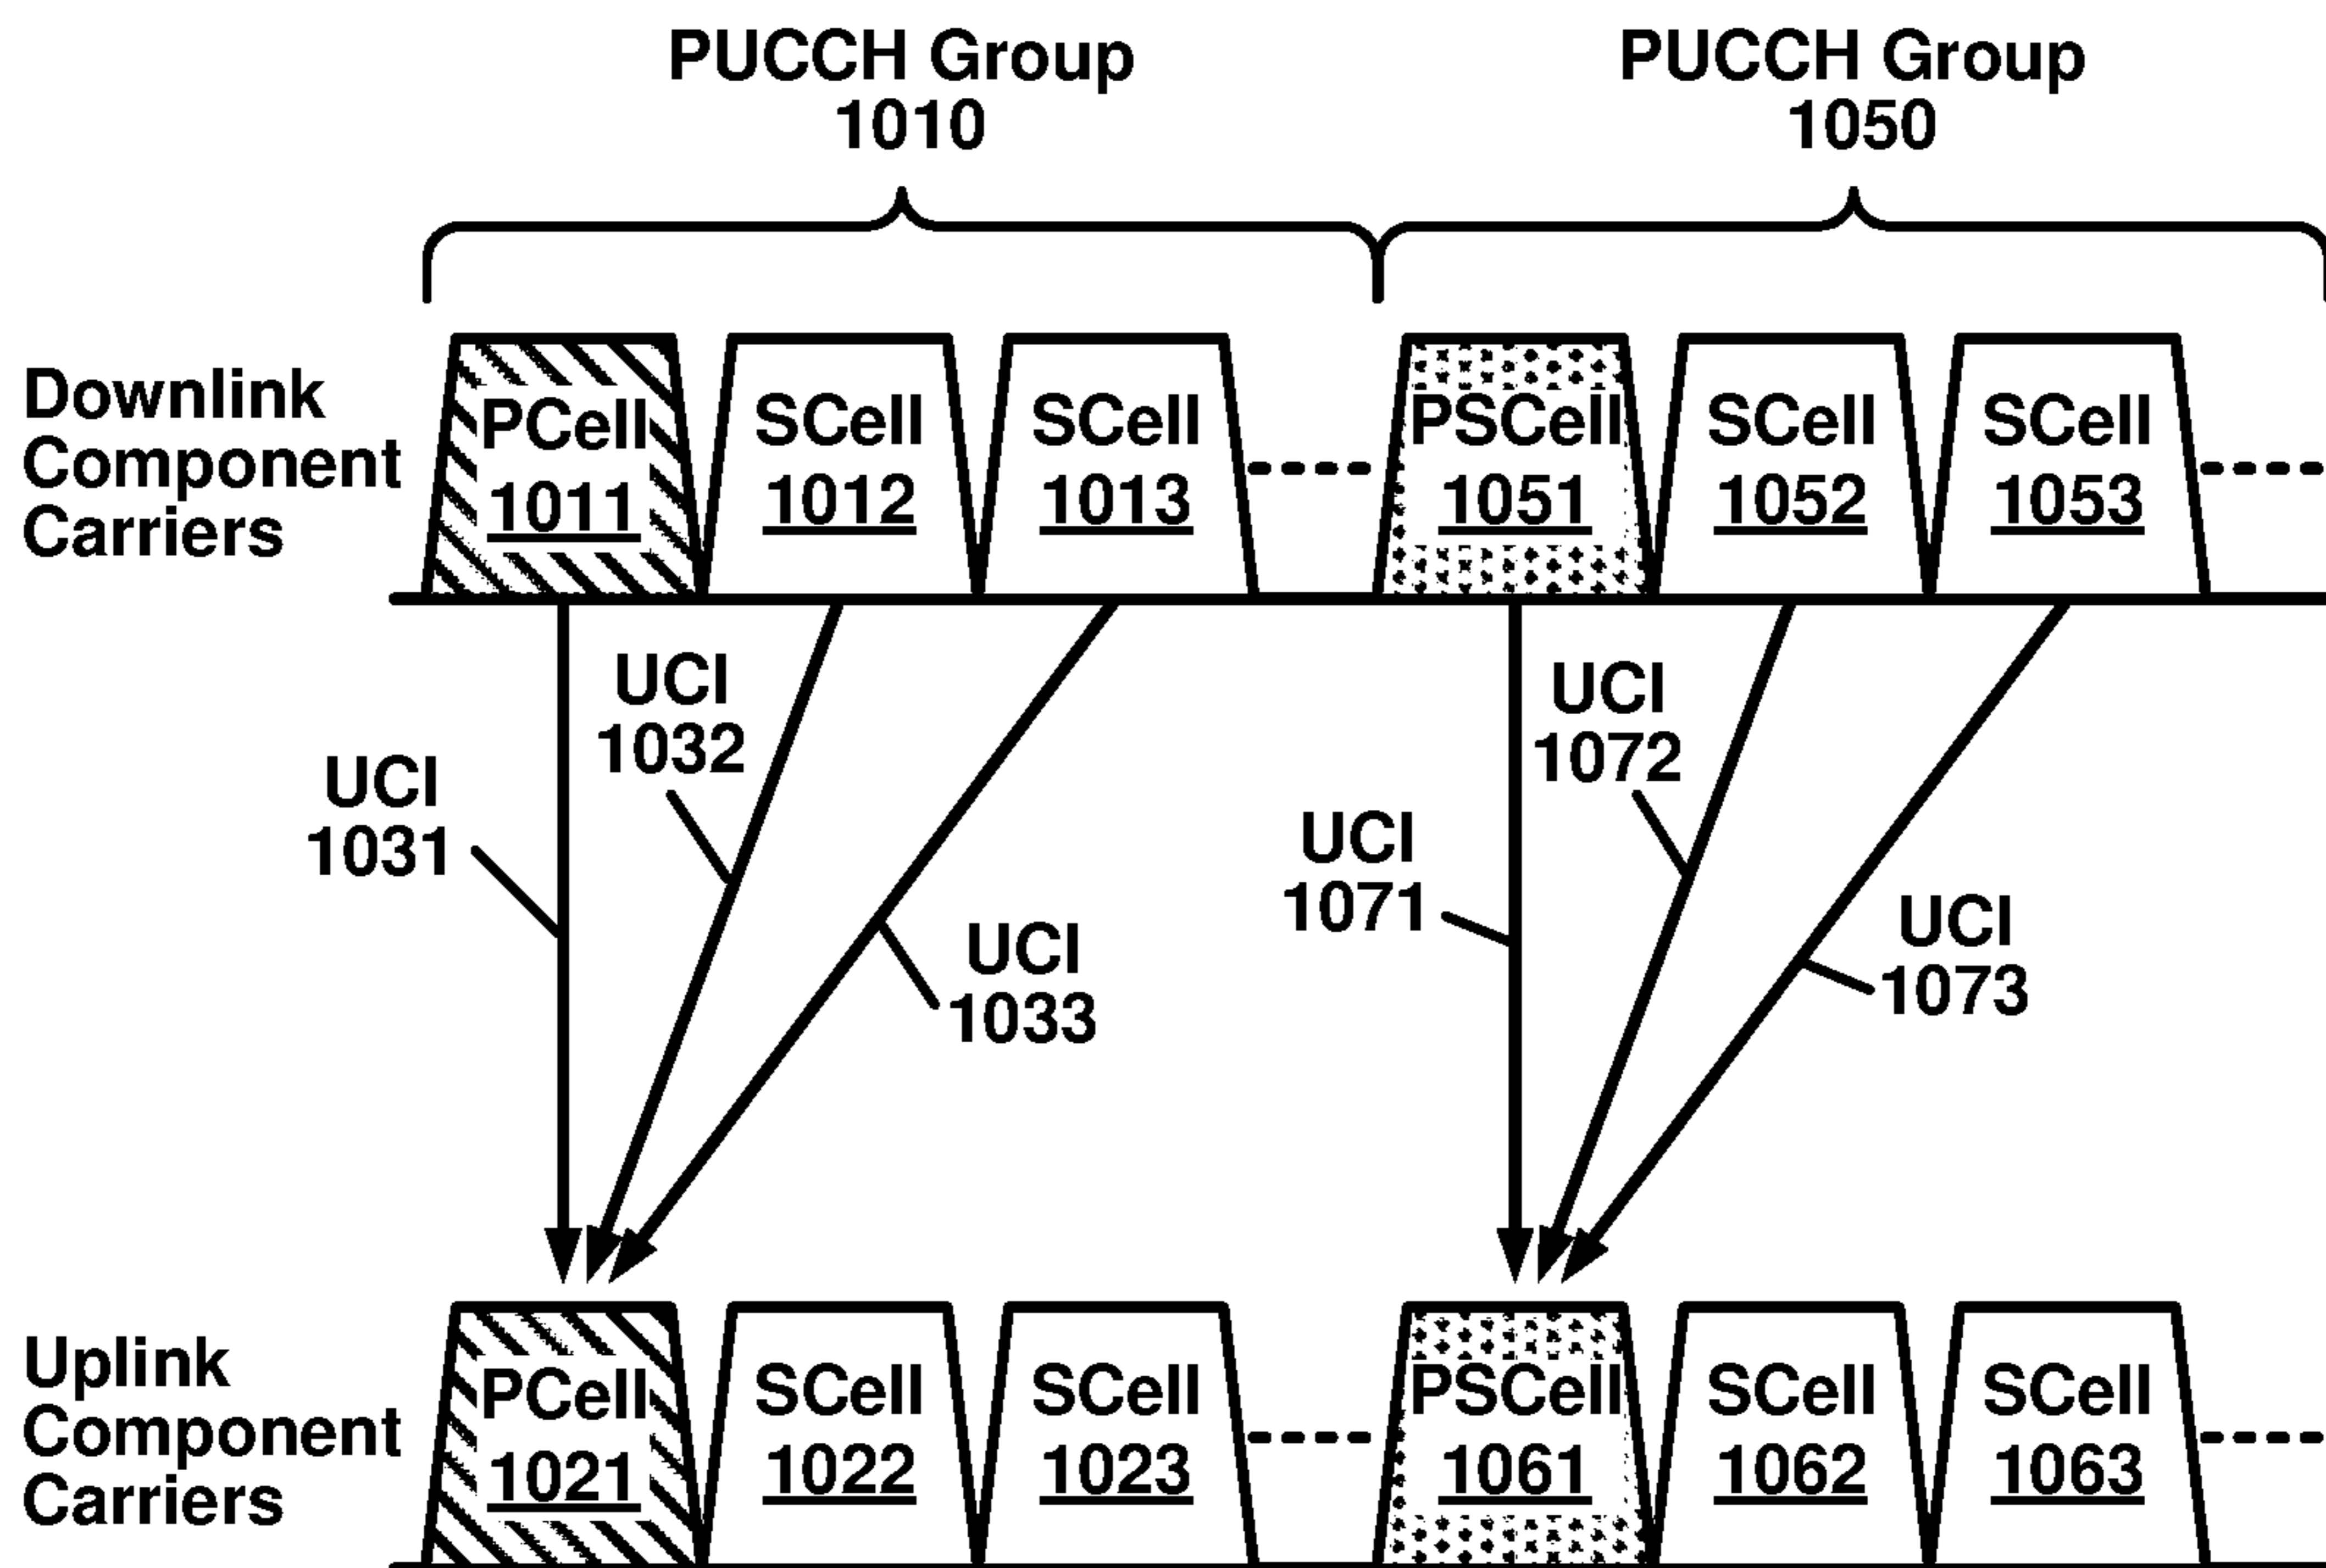 PUCCH Group
1010
PUCCH Group
1050
Downlink
Component
Carriers
PCell
1011
SCell
1012
SCell
1013
PSCell
1051
SCell
1052
SCell
1053
UCI
1031
UCI
1032
UCI
1033
UCI
1071
UCI
1072
UCI
1073
Uplink
Component
Carriers
PCell
1021
SCell
1022
SCell
1023
PSCell
1061
SCell
1062
SCell
1063